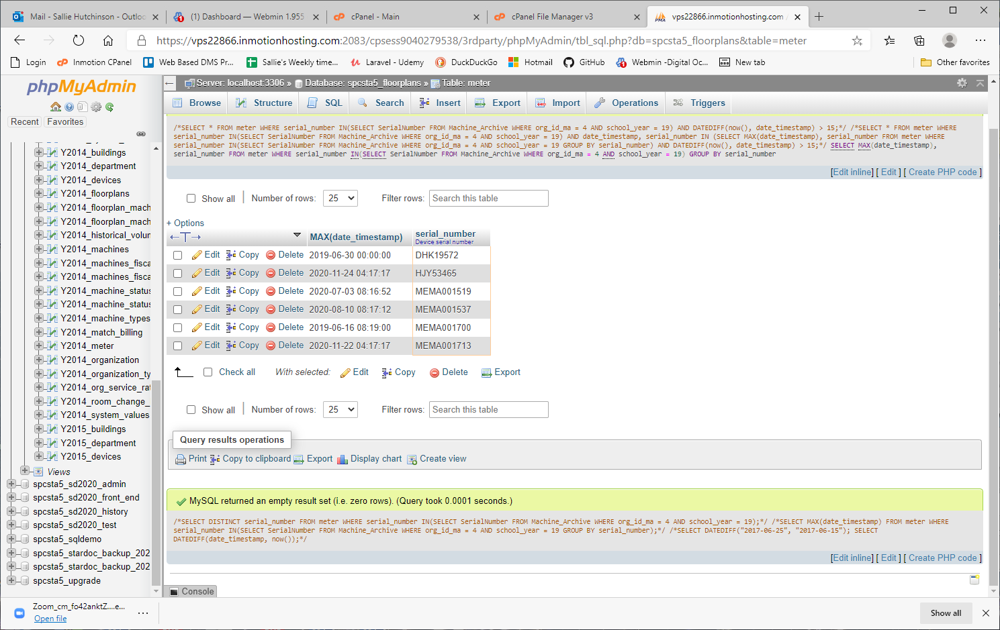 Mail - Sallie Hutchinson - Outloo
(1) Dashboard — Webmin 1.955
cPanel - Main
cPanel File Manager v3
vps22866.inmotionhosting.com /
https://vps22866.inmotionhosting.com:2083/cpsess9040279538/3rdparty/phpMyAdmin/tbl_sql.php?db=spcsta5_floorplans&table=meter
Login
Inmotion CPanel
Web Based DMS Pr...
Sallie's Weekly time...
Laravel - Udemy
DuckDuckGo
Hotmail
GitHub
Webmin -Digital Oc...
New tab
Other favorites
phpMyAdmin
Recent
Favorites
Y2014_buildings
Y2014_department
Y2014_devices
Y2014_floorplans
Y2014_floorplan_mach
Y2014_floorplan_mach
Y2014_historical_volun
Y2014_machines
Y2014_machines_fisca
Y2014_machines_fisca
Y2014_machine_status
Y2014_machine_status
Y2014_machine_types
Y2014_match_billing
Y2014_meter
Y2014_organization
Y2014_organization_ty
Y2014_org_service_rat
Y2014_room_change_
Y2014_system_values
Y2015_buildings
Y2015_department
Y2015_devices
Views
spcsta5_sd2020_admin
spcsta5_sd2020_front_end
spcsta5_sd2020_history
spcsta5_sd2020_test
spcsta5_sqldemo
spcsta5_stardoc_backup_202
spcsta5_stardoc_backup_202
spcsta5_upgrade
Server: localhost:3306 » Database: spcsta5_floorplans » Table: meter
Browse
Structure
SQL
Search
Insert
Export
Import
Operations
Triggers
/*SELECT * FROM meter WHERE serial_number IN(SELECT SerialNumber FROM Machine_Archive WHERE org_id_ma = 4 AND school_year = 19) AND DATEDIFF(now(), date_timestamp) > 15;*/ /*SELECT * FROM meter WHERE
serial_number IN(SELECT SerialNumber FROM Machine_Archive WHERE org_id_ma = 4 AND school_year = 19) AND date_timestamp, serial_number IN (SELECT MAX(date_timestamp), serial_number FROM meter WHERE
serial_number IN(SELECT SerialNumber FROM Machine_Archive WHERE org_id_ma = 4 AND school_year = 19 GROUP BY serial_number) AND DATEDIFF(now(), date_timestamp) > 15;*/ SELECT MAX(date_timestamp),
serial_number FROM meter WHERE serial_number IN(SELECT SerialNumber FROM Machine_Archive WHERE org_id_ma = 4 AND school_year = 19) GROUP BY serial_number
[Edit inline] [ Edit ] [ Create PHP code ]
Show all
Number of rows:
25
Filter rows:
Search this table
+ Options
MAX(date_timestamp)
serial_number
Device serial number
Edit Copy Delete 2019-06-30 00:00:00 DHK19572
Edit Copy Delete 2020-11-24 04:17:17 HJY53465
Edit Copy Delete 2020-07-03 08:16:52 MEMA001519
Edit Copy Delete 2020-08-10 08:17:12 MEMA001537
Edit Copy Delete 2019-06-16 08:19:00 MEMA001700
Edit Copy Delete 2020-11-22 04:17:17 MEMA001713
Check all
With selected:
Edit
Copy
Delete
Export
Show all
Number of rows:
25
Filter rows:
Search this table
Query results operations
Print
Copy to clipboard
Export
Display chart
Create view
MySQL returned an empty result set (i.e. zero rows). (Query took 0.0001 seconds.)
/*SELECT DISTINCT serial_number FROM meter WHERE serial_number IN(SELECT SerialNumber FROM Machine_Archive WHERE org_id_ma = 4 AND school_year = 19);*/ /*SELECT MAX(date_timestamp) FROM meter WHERE
serial_number IN(SELECT SerialNumber FROM Machine_Archive WHERE org_id_ma = 4 AND school_year = 19 GROUP BY serial_number);*/ /*SELECT DATEDIFF("2017-06-25", "2017-06-15"); SELECT
DATEDIFF(date_timestamp, now());*/
[Edit inline] [ Edit ] [ Create PHP code ]
Console
Zoom_cm_fo42anktZ....e...
Open file
Show all